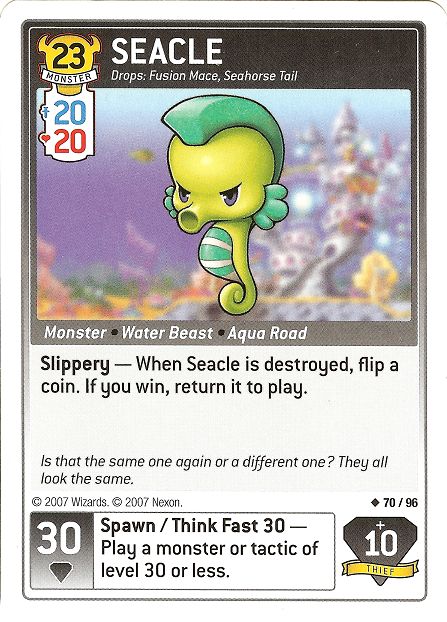 23
MONSTER
SEACLE
Drops: Fusion Mace, Seahorse Tail
20
20
Monster • Water Beast • Aqua Road
Slippery — When Seacle is destroyed, flip a
coin. If you win, return it to play.
Is that the same one again or a different one? They all
look the same.
© 2007 Wizards. © 2007 Nexon.
◆ 70 / 96
30
Spawn / Think Fast 30 —
Play a monster or tactic of
level 30 or less.
+
10
THIEF